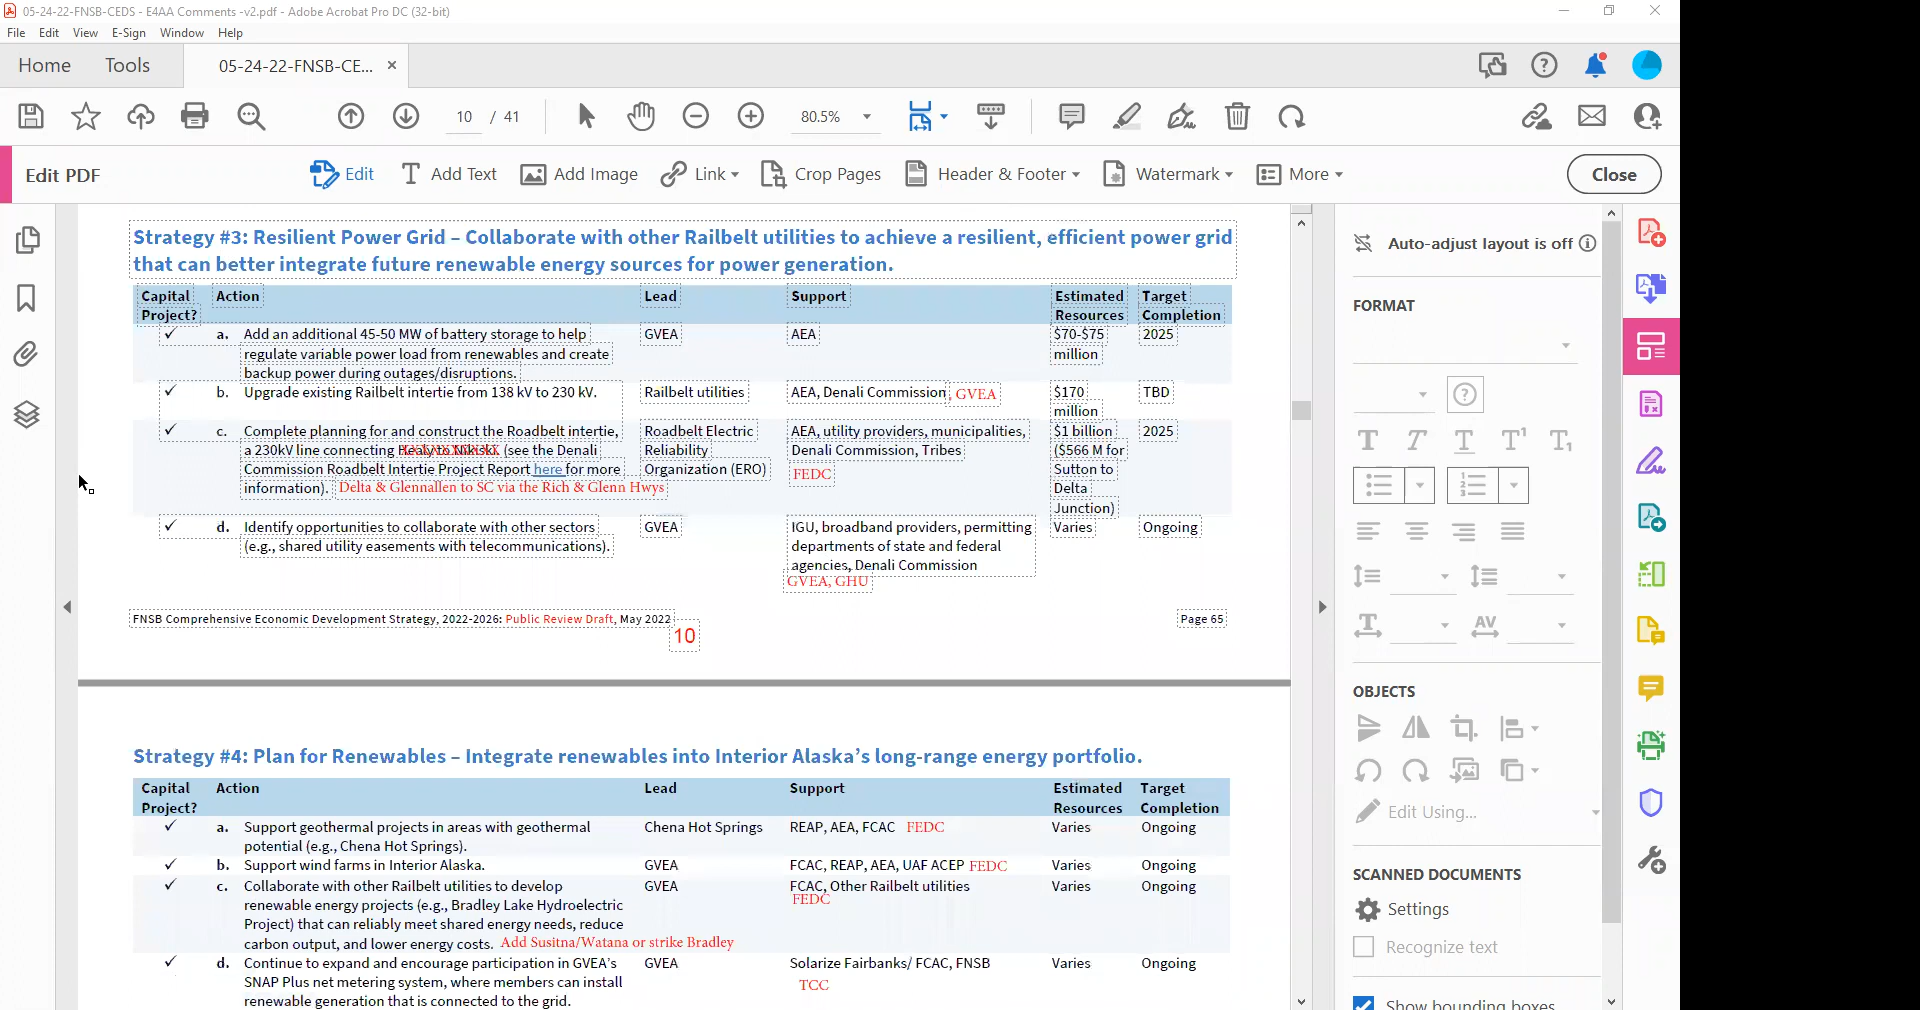 05-24-22-FNSB-CEDS - E4AA Comments -v2.pdf - Adobe Acrobat Pro DC (32-bit)
File Edit View E-Sign Window Help
Home Tools 05-24-22-FNSB-CE... ×
10 / 41 80.5%
Edit PDF Edit Add Text Add Image Link Crop Pages Header & Footer Watermark More Close
Strategy #3: Resilient Power Grid – Collaborate with other Railbelt utilities to achieve a resilient, efficient power grid
that can better integrate future renewable energy sources for power generation.
Capital Action Lead Support Estimated Target
Project? Resources Completion
✓ a. Add an additional 45-50 MW of battery storage to help GVEA AEA $70-$75 2025
regulate variable power load from renewables and create million
backup power during outages/disruptions.
✓ b. Upgrade existing Railbelt intertie from 138 kV to 230 kV. Railbelt utilities AEA, Denali Commission, GVEA $170 TBD
million
✓ c. Complete planning for and construct the Roadbelt intertie, Roadbelt Electric AEA, utility providers, municipalities, $1 billion 2025
a 230kV line connecting Healy to Nikiski (see the Denali Reliability Denali Commission, Tribes ($566 M for
Commission Roadbelt Intertie Project Report here for more Organization (ERO) FEDC Sutton to
information). Delta & Glennallen to SC via the Rich & Glenn Hwys Delta
Junction)
✓ d. Identify opportunities to collaborate with other sectors GVEA IGU, broadband providers, permitting Varies Ongoing
(e.g., shared utility easements with telecommunications). departments of state and federal
agencies, Denali Commission
GVEA, GHU
FNSB Comprehensive Economic Development Strategy, 2022-2026: Public Review Draft, May 2022 Page 65
10
Strategy #4: Plan for Renewables – Integrate renewables into Interior Alaska's long-range energy portfolio.
Capital Action Lead Support Estimated Target
Project? Resources Completion
✓ a. Support geothermal projects in areas with geothermal Chena Hot Springs REAP, AEA, FCAC FEDC Varies Ongoing
potential (e.g., Chena Hot Springs).
✓ b. Support wind farms in Interior Alaska. GVEA FCAC, REAP, AEA, UAF ACEP FEDC Varies Ongoing
✓ c. Collaborate with other Railbelt utilities to develop GVEA FCAC, Other Railbelt utilities Varies Ongoing
renewable energy projects (e.g., Bradley Lake Hydroelectric FEDC
Project) that can reliably meet shared energy needs, reduce
carbon output, and lower energy costs. Add Susitna/Watana or strike Bradley
✓ d. Continue to expand and encourage participation in GVEA's GVEA Solarize Fairbanks/ FCAC, FNSB Varies Ongoing
SNAP Plus net metering system, where members can install TCC
renewable generation that is connected to the grid.
Auto-adjust layout is off
FORMAT
OBJECTS
Edit Using...
SCANNED DOCUMENTS
Settings
Recognize text
Show bounding boxes